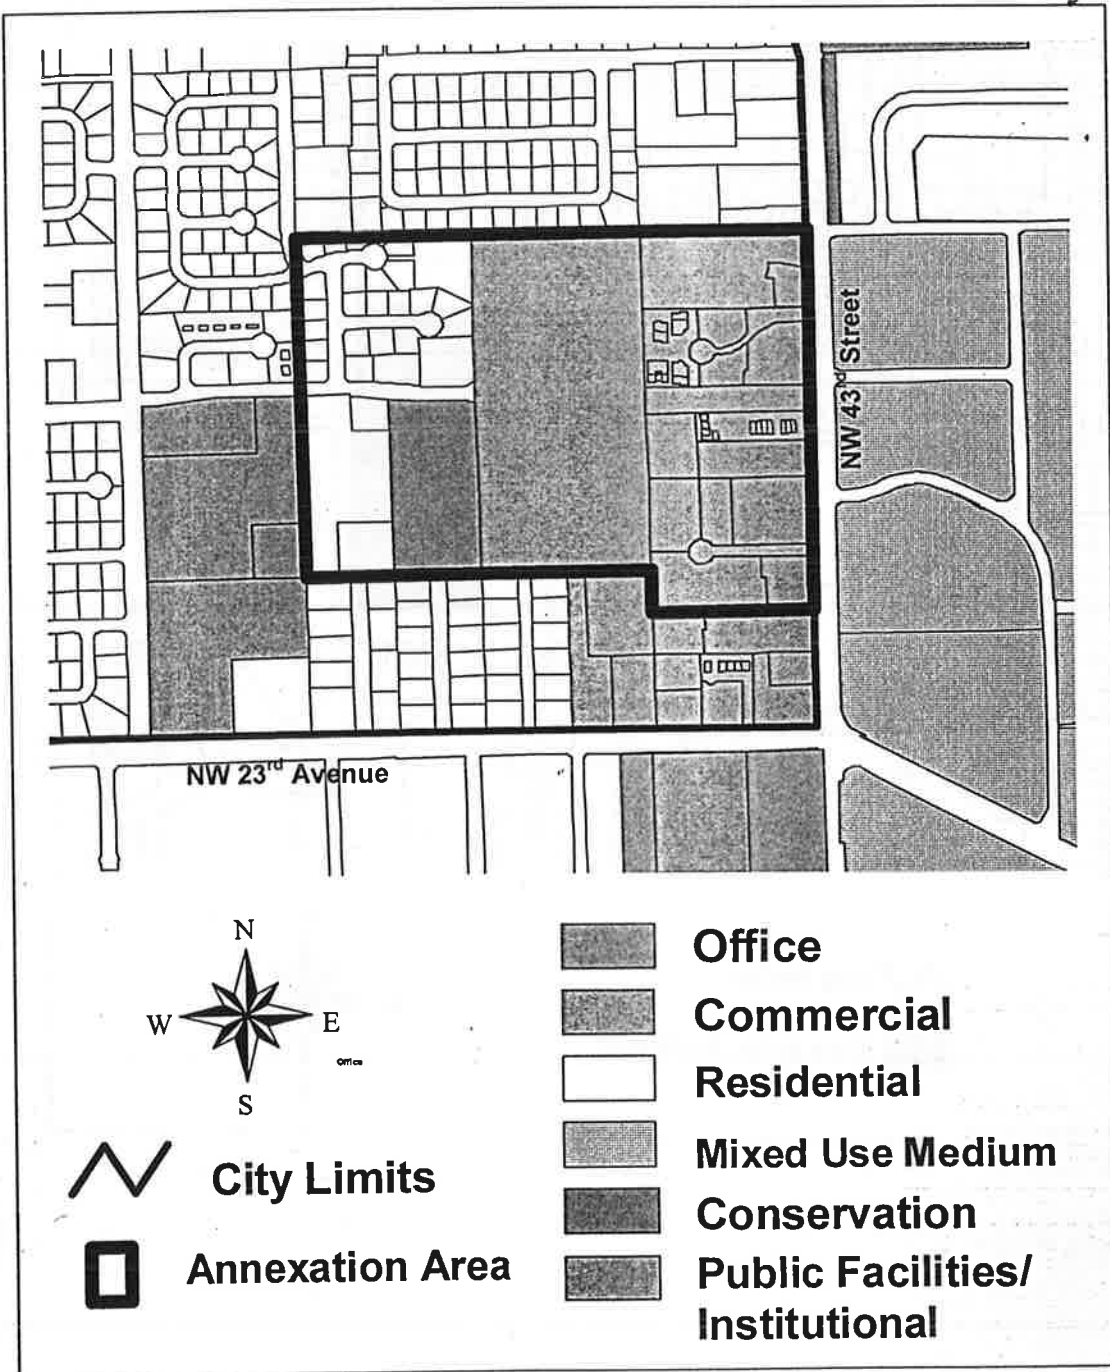 NW 43rd Street
NW 23rd Avenue
N
W
E
Office
S
City Limits
Annexation Area
Office
Commercial
Residential
Mixed Use Medium
Conservation
Public Facilities/
Institutional